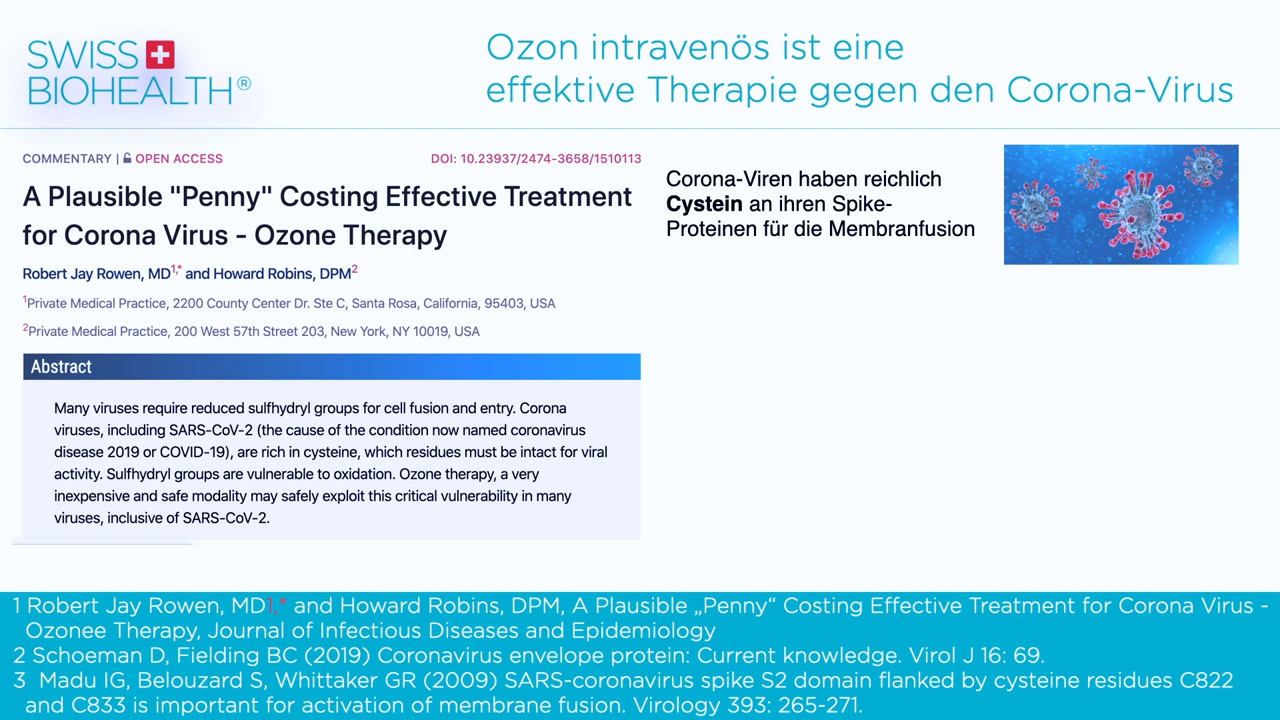 SWISS
BIOHEALTH®
Ozon intravenös ist eine
effektive Therapie gegen den Corona-Virus
COMMENTARY | OPEN ACCESS
DOI: 10.23937/2474-3658/1510113
A Plausible "Penny" Costing Effective Treatment
for Corona Virus - Ozone Therapy
Robert Jay Rowen, MD1,* and Howard Robins, DPM2
1Private Medical Practice, 2200 County Center Dr. Ste C, Santa Rosa, California, 95403, USA
2Private Medical Practice, 200 West 57th Street 203, New York, NY 10019, USA
Abstract
Many viruses require reduced sulfhydryl groups for cell fusion and entry. Corona
viruses, including SARS-CoV-2 (the cause of the condition now named coronavirus
disease 2019 or COVID-19), are rich in cysteine, which residues must be intact for viral
activity. Sulfhydryl groups are vulnerable to oxidation. Ozone therapy, a very
inexpensive and safe modality may safely exploit this critical vulnerability in many
viruses, inclusive of SARS-CoV-2.
Corona-Viren haben reichlich
Cystein an ihren Spike-
Proteinen für die Membranfusion
1 Robert Jay Rowen, MD1,* and Howard Robins, DPM, A Plausible „Penny“ Costing Effective Treatment for Corona Virus -
Ozonee Therapy, Journal of Infectious Diseases and Epidemiology
2 Schoeman D, Fielding BC (2019) Coronavirus envelope protein: Current knowledge. Virol J 16: 69.
3 Madu IG, Belouzard S, Whittaker GR (2009) SARS-coronavirus spike S2 domain flanked by cysteine residues C822
and C833 is important for activation of membrane fusion. Virology 393: 265-271.